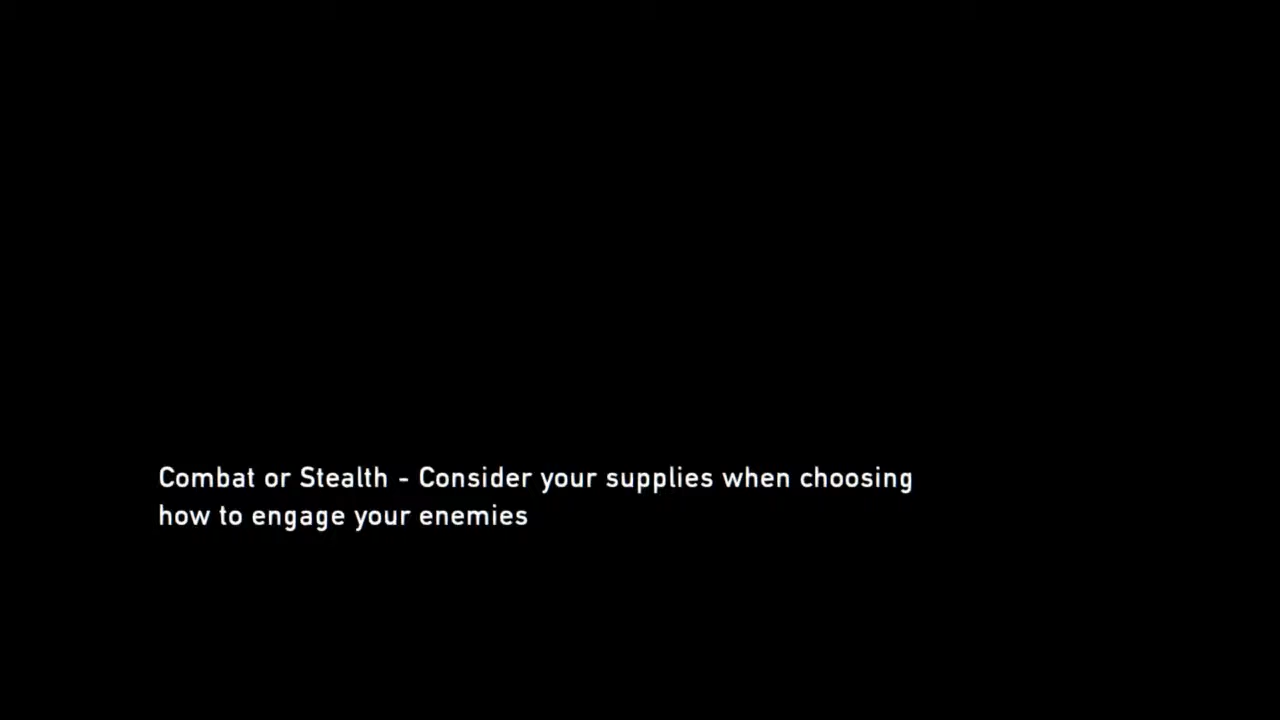 Combat or Stealth - Consider your supplies when choosing
how to engage your enemies